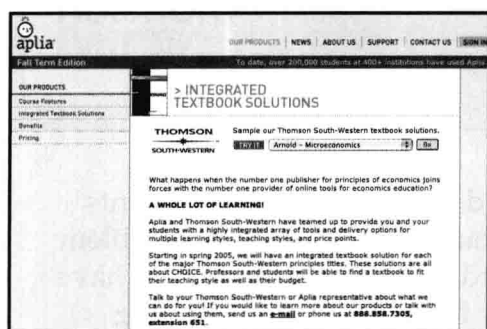 aplia
OUR PRODUCTS NEWS ABOUT US SUPPORT CONTACT US SIGN IN
Fall Term Edition
To date, over 200,000 students at 400+ institutions have used Aplia
OUR PRODUCTS
Course Features
Integrated Textbook Solutions
Benefits
Pricing
> INTEGRATED
TEXTBOOK SOLUTIONS
THOMSON
SOUTH-WESTERN
Sample our Thomson South-Western textbook solutions.
TRY IT Arnold - Microeconomics
What happens when the number one publisher for principles of economics joins
forces with the number one provider of online tools for economics education?
A WHOLE LOT OF LEARNING!
Aplia and Thomson South-Western have teamed up to provide you and your
students with a highly integrated array of tools and delivery options for
multiple learning styles, teaching styles, and price points.
Starting in spring 2005, we will have an integrated textbook solution for each
of the major Thomson South-Western principles titles. These solutions are all
about CHOICE. Professors and students will be able to find a textbook to fit
their teaching style as well as their budget.
Talk to your Thomson South-Western or Aplia representative about what we
can do for you! If you would like to learn more about our products or talk with
us about using them, send us an e-mail or phone us at 888.858.7305,
extension 651.